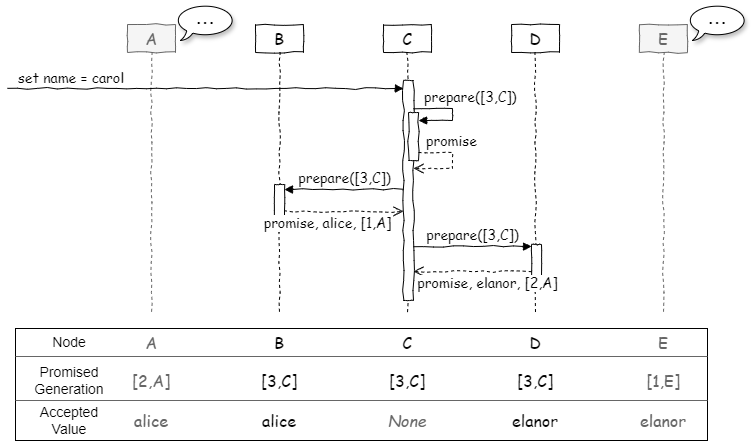 ...
...
A
B
C
D
E
set name = carol
prepare([3,C])
promise
prepare([3,C])
promise, alice, [1,A]
prepare([3,C])
promise, elanor, [2,A]
Node A B C D E
Promised
Generation [2,A] [3,C] [3,C] [3,C] [1,E]
Accepted
Value alice alice None elanor elanor